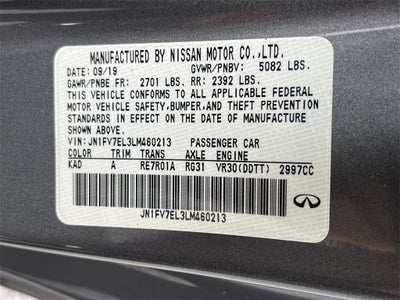 MANUFACTURED BY NISSAN MOTOR CO.,LTD.
DATE: 09/19 GVWR/PNBV: 5082 LBS.
GAWR/PNBE FR: 2701 LBS. RR: 2392 LBS.
THIS VEHICLE CONFORMS TO ALL APPLICABLE FEDERAL
MOTOR VEHICLE SAFETY,BUMPER,AND THEFT PREVENTION
STANDARDS IN EFFECT ON THE DATE OF MANUFACTURE
SHOWN ABOVE.
VIN: JN1FV7EL3LM460213 PASSENGER CAR
COLOR TRIM TRANS AXLE ENGINE
KAD A RE7R01A RG31 VR30(DDTT) 2997CC
JN1FV7EL3LM460213